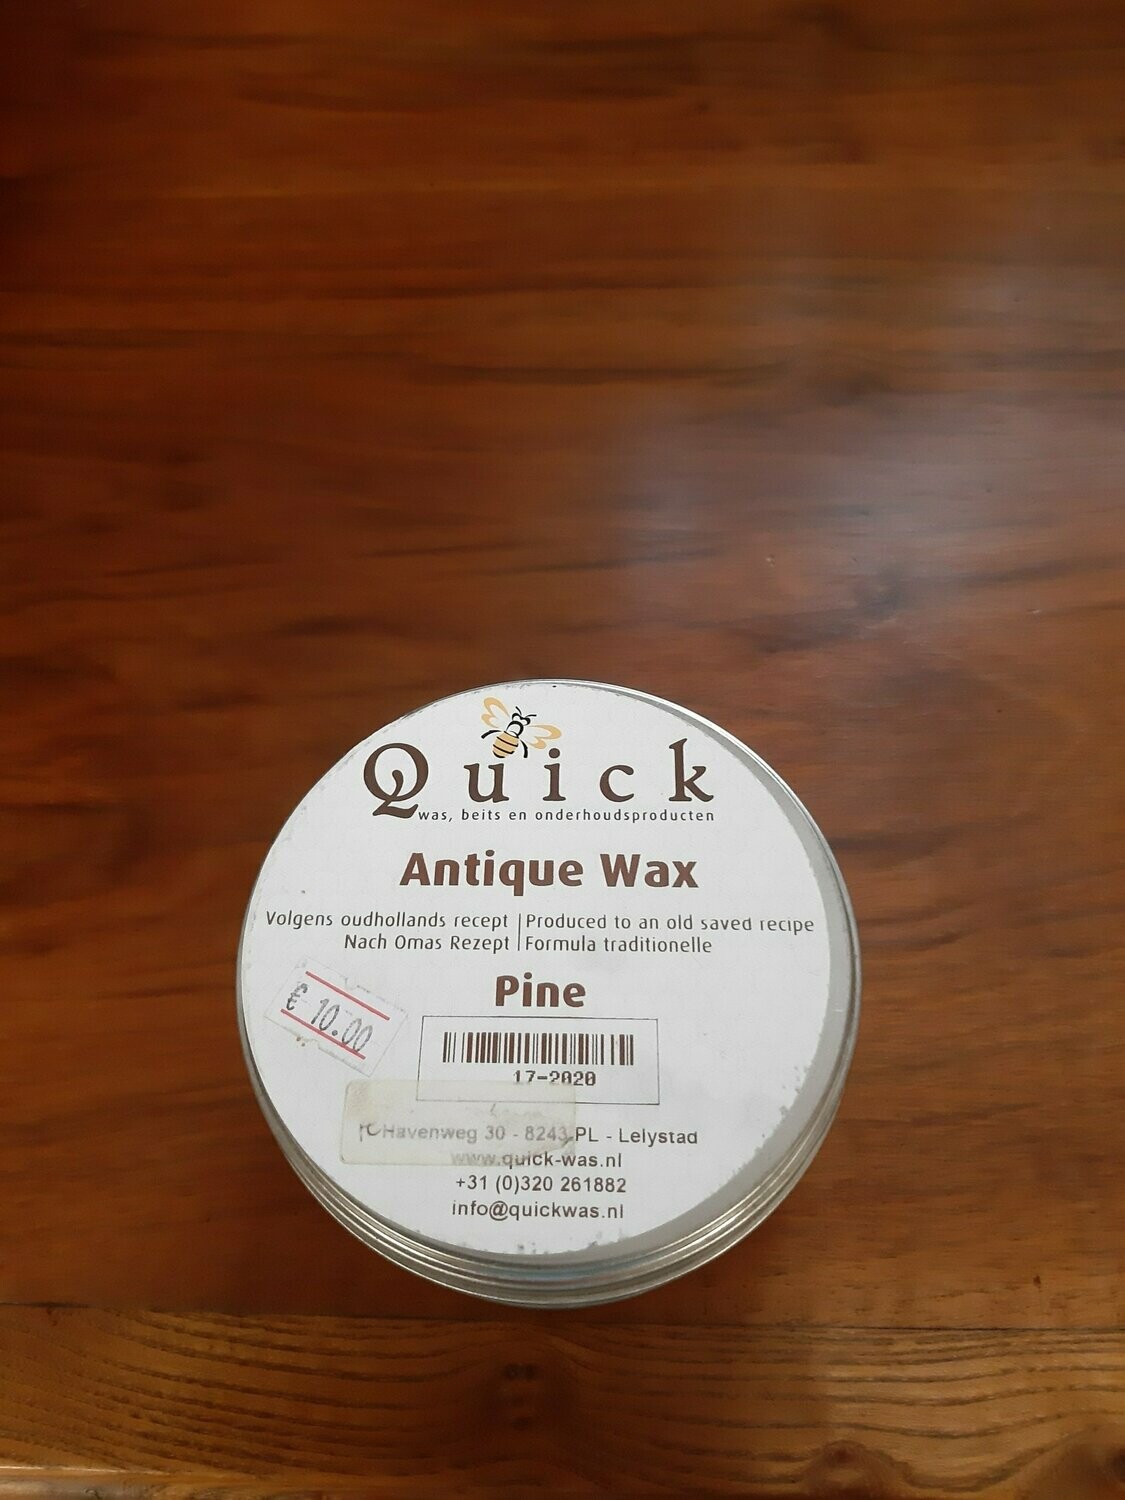 Quick
was, beits en onderhoudsproducten
Antique Wax
Volgens oudhollands recept | Produced to an old saved recipe
Nach Omas Rezept | Formula traditionelle
Pine
€ 10.00
17-2020
Havenweg 30 - 8243 PL - Lelystad
www.quick-was.nl
+31 (0)320 261882
info@quickwas.nl